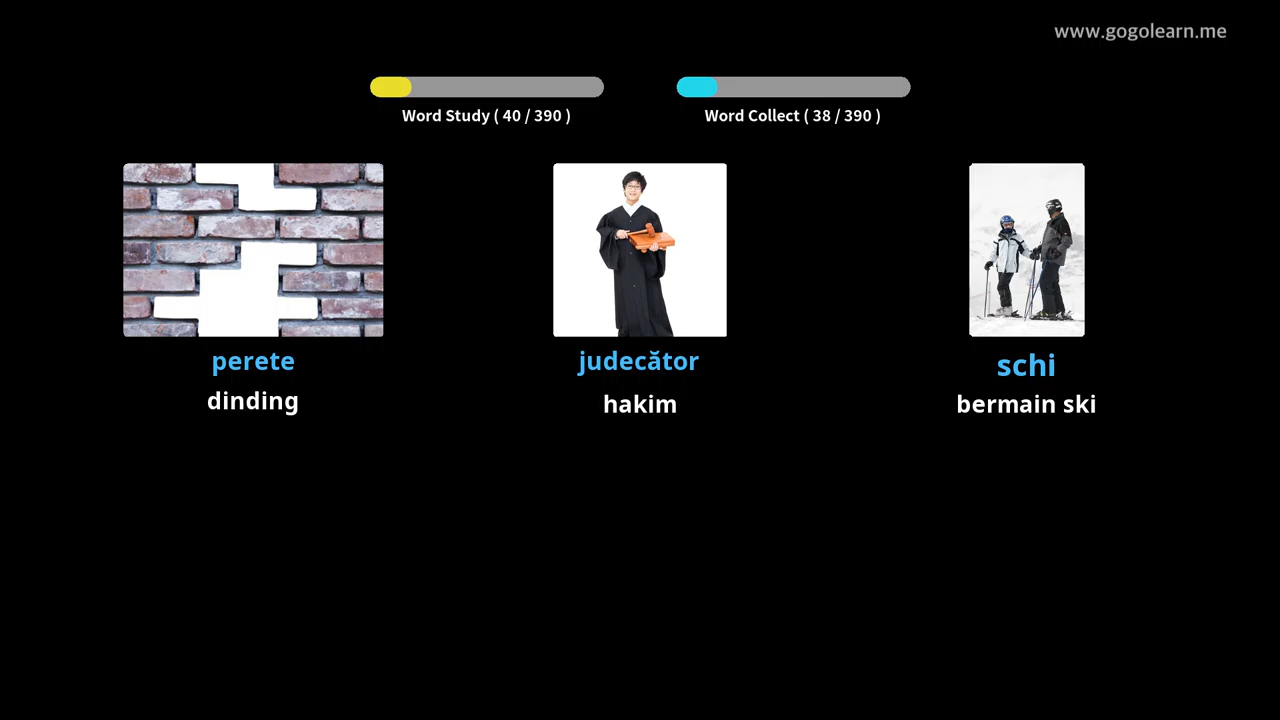 www.gogolearn.me
Word Study ( 40 / 390 )
Word Collect ( 38 / 390 )
perete
judecător
schi
dinding
hakim
bermain ski